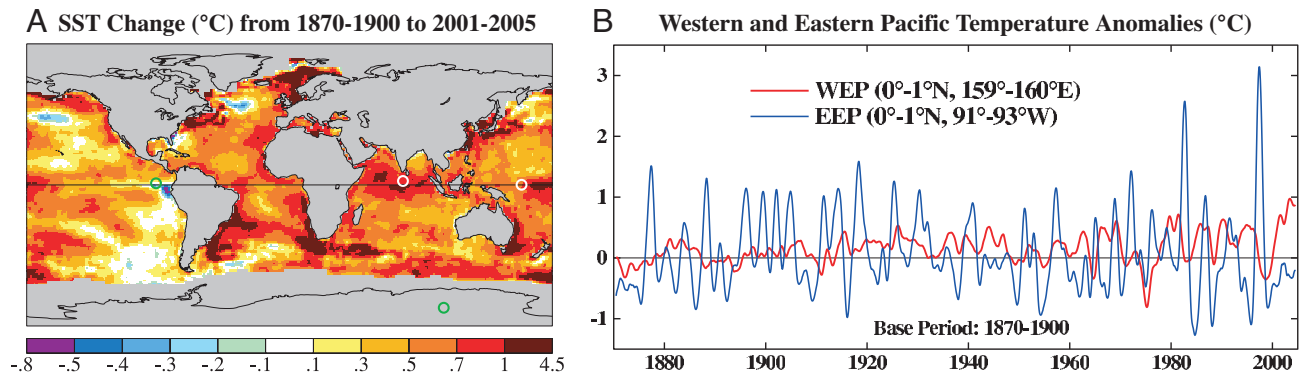 A SST Change (°C) from 1870-1900 to 2001-2005
-.8 -.5 -.4 -.3 -.2 -.1 .1 .3 .5 .7 1 4.5
B Western and Eastern Pacific Temperature Anomalies (°C)
WEP (0°-1°N, 159°-160°E)
EEP (0°-1°N, 91°-93°W)
3
2
1
0
-1
Base Period: 1870-1900
1880 1900 1920 1940 1960 1980 2000